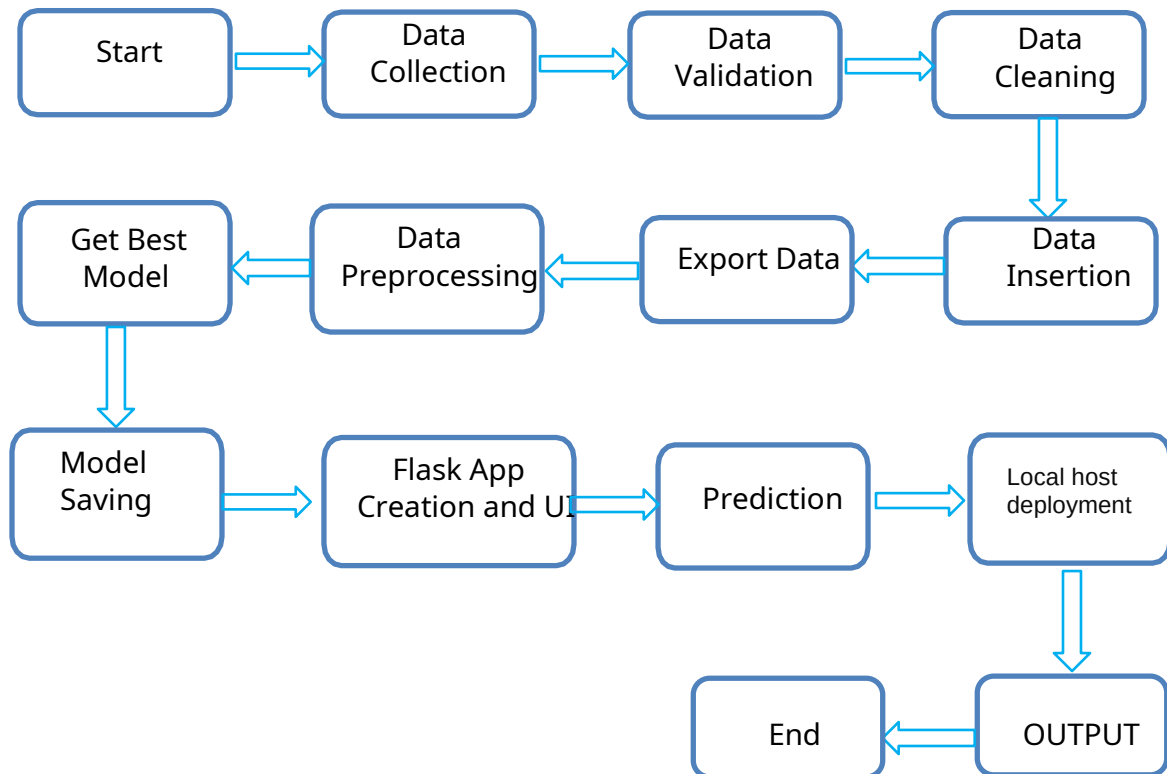 Start
Data
Collection
Data
Validation
Data
Cleaning
Data
Insertion
Export Data
Data
Preprocessing
Get Best
Model
Model
Saving
Flask App
Creation and UI
Prediction
Local host
deployment
OUTPUT
End